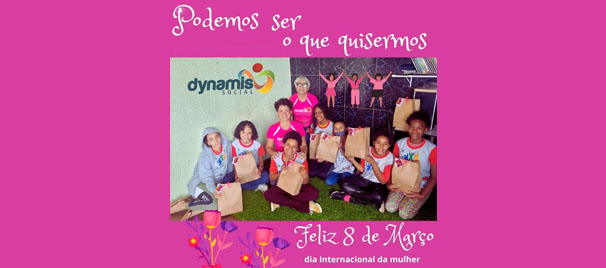 Podemos ser
o que quisermos
dynamis
SOCIAL
Feliz 8 de Março
dia Internacional da mulher